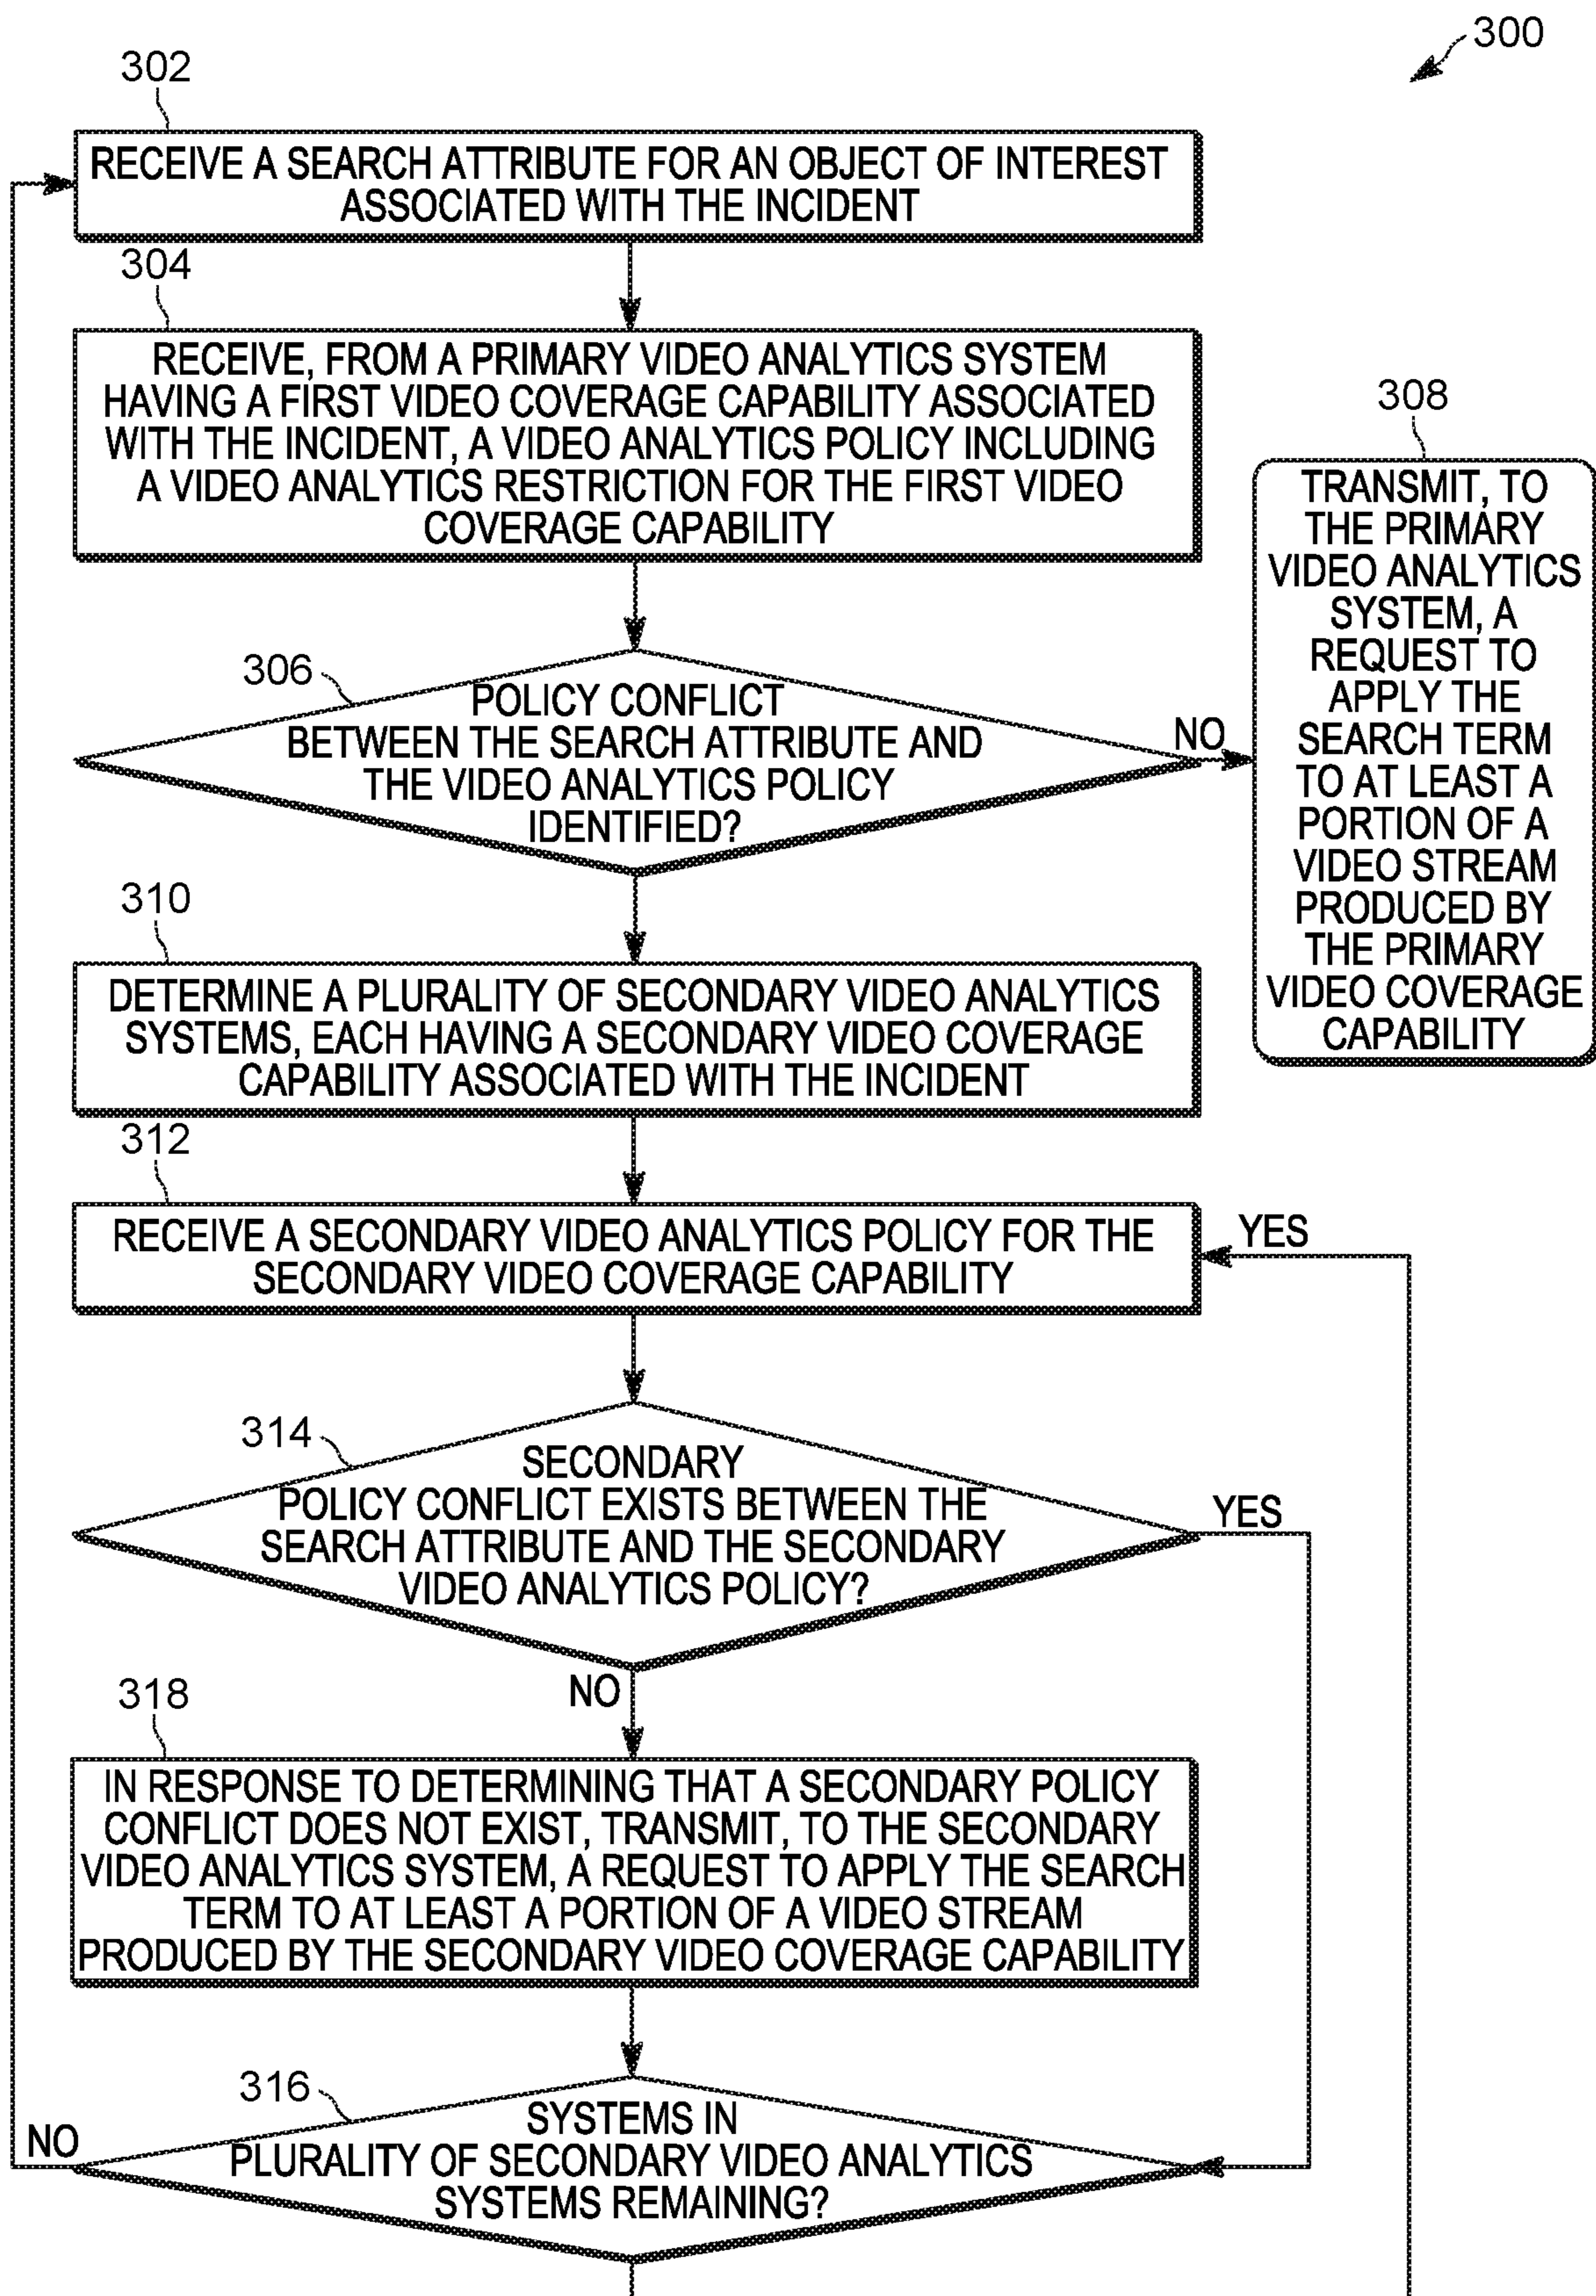 300
302
RECEIVE A SEARCH ATTRIBUTE FOR AN OBJECT OF INTEREST
ASSOCIATED WITH THE INCIDENT
304
RECEIVE, FROM A PRIMARY VIDEO ANALYTICS SYSTEM
HAVING A FIRST VIDEO COVERAGE CAPABILITY ASSOCIATED
WITH THE INCIDENT, A VIDEO ANALYTICS POLICY INCLUDING
A VIDEO ANALYTICS RESTRICTION FOR THE FIRST VIDEO
COVERAGE CAPABILITY
306
POLICY CONFLICT
BETWEEN THE SEARCH ATTRIBUTE AND
THE VIDEO ANALYTICS POLICY
IDENTIFIED?
NO
308
TRANSMIT, TO
THE PRIMARY
VIDEO ANALYTICS
SYSTEM, A
REQUEST TO
APPLY THE
SEARCH TERM
TO AT LEAST A
PORTION OF A
VIDEO STREAM
PRODUCED BY
THE PRIMARY
VIDEO COVERAGE
CAPABILITY
310
DETERMINE A PLURALITY OF SECONDARY VIDEO ANALYTICS
SYSTEMS, EACH HAVING A SECONDARY VIDEO COVERAGE
CAPABILITY ASSOCIATED WITH THE INCIDENT
312
RECEIVE A SECONDARY VIDEO ANALYTICS POLICY FOR THE
SECONDARY VIDEO COVERAGE CAPABILITY
YES
314
SECONDARY
POLICY CONFLICT EXISTS BETWEEN THE
SEARCH ATTRIBUTE AND THE SECONDARY
VIDEO ANALYTICS POLICY?
YES
NO
318
IN RESPONSE TO DETERMINING THAT A SECONDARY POLICY
CONFLICT DOES NOT EXIST, TRANSMIT, TO THE SECONDARY
VIDEO ANALYTICS SYSTEM, A REQUEST TO APPLY THE SEARCH
TERM TO AT LEAST A PORTION OF A VIDEO STREAM
PRODUCED BY THE SECONDARY VIDEO COVERAGE CAPABILITY
316
SYSTEMS IN
PLURALITY OF SECONDARY VIDEO ANALYTICS
SYSTEMS REMAINING?
NO